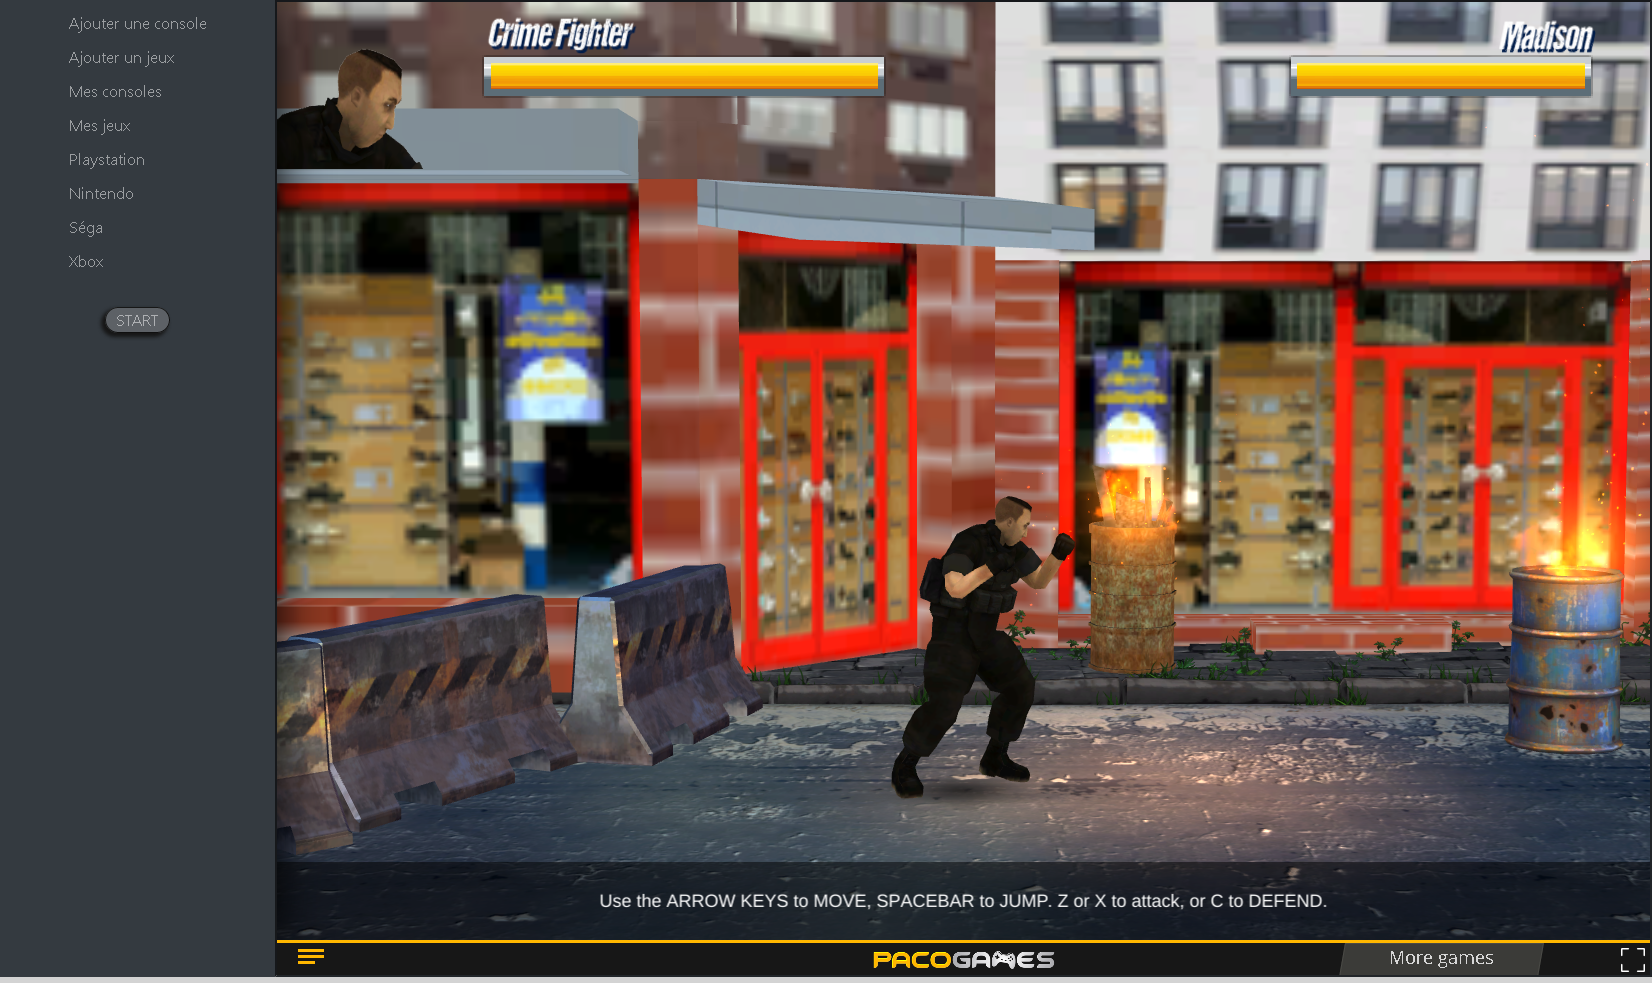 Ajouter une console
Ajouter un jeux
Mes consoles
Mes jeux
Playstation
Nintendo
Séga
Xbox
START
Crime Fighter
Madison
Use the ARROW KEYS to MOVE, SPACEBAR to JUMP. Z or X to attack, or C to DEFEND.
PACOGAMES
More games